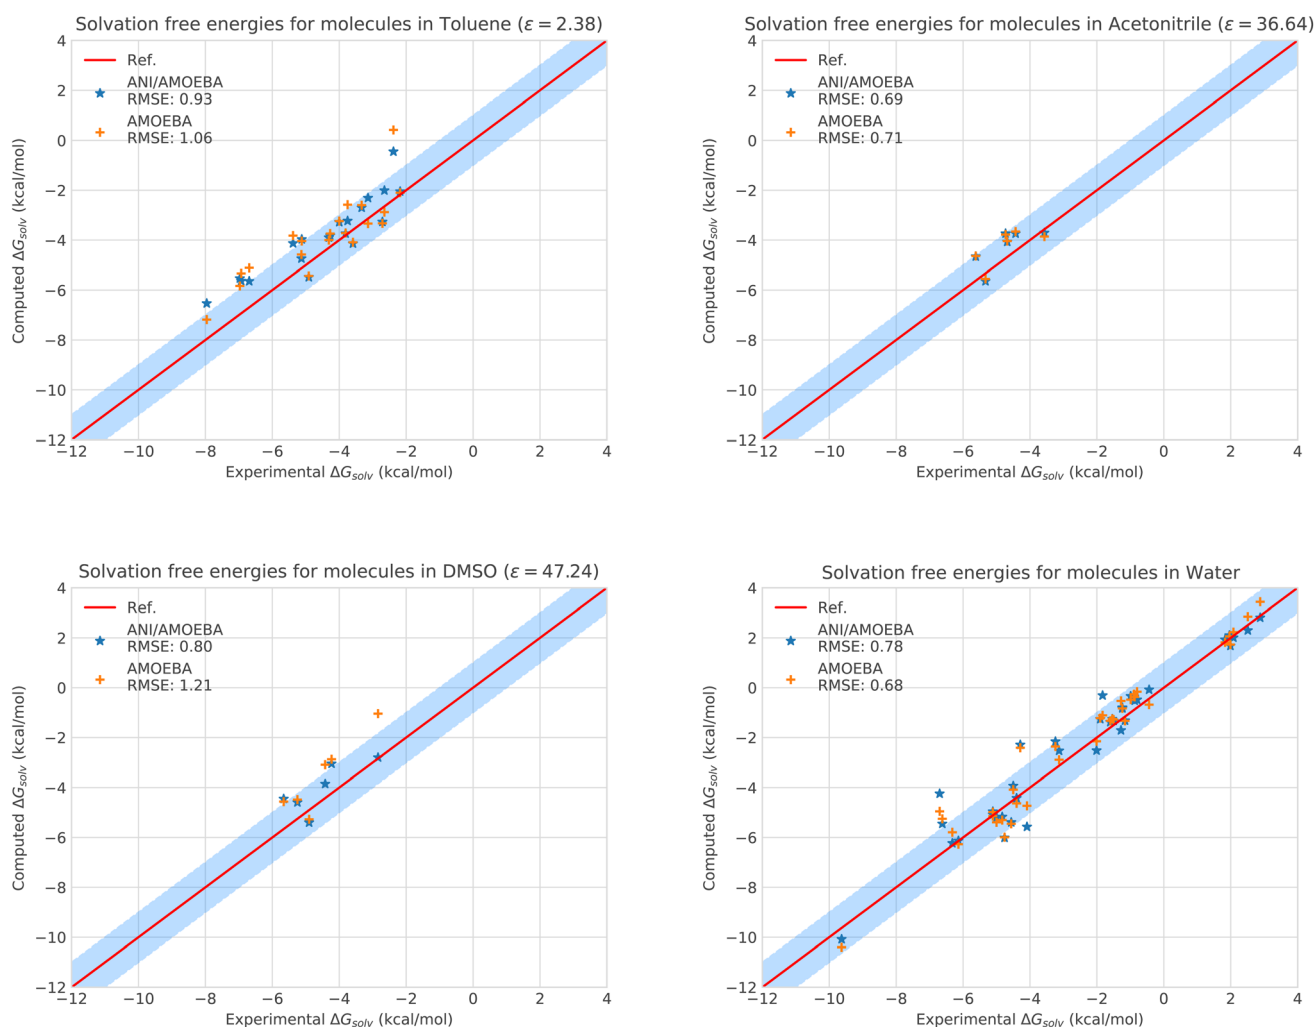 Solvation free energies for molecules in Toluene (ε = 2.38)
4
2
0
−2
−4
−6
−8
−10
−12
Computed ΔGsolv (kcal/mol)
Ref.
ANI/AMOEBA
RMSE: 0.93
AMOEBA
RMSE: 1.06
−12 −10 −8 −6 −4 −2 0 2 4
Experimental ΔGsolv (kcal/mol)
Solvation free energies for molecules in Acetonitrile (ε = 36.64)
4
2
0
−2
−4
−6
−8
−10
−12
Computed ΔGsolv (kcal/mol)
Ref.
ANI/AMOEBA
RMSE: 0.69
AMOEBA
RMSE: 0.71
−12 −10 −8 −6 −4 −2 0 2 4
Experimental ΔGsolv (kcal/mol)
Solvation free energies for molecules in DMSO (ε = 47.24)
4
2
0
−2
−4
−6
−8
−10
−12
Computed ΔGsolv (kcal/mol)
Ref.
ANI/AMOEBA
RMSE: 0.80
AMOEBA
RMSE: 1.21
−12 −10 −8 −6 −4 −2 0 2 4
Experimental ΔGsolv (kcal/mol)
Solvation free energies for molecules in Water
4
2
0
−2
−4
−6
−8
−10
−12
Computed ΔGsolv (kcal/mol)
Ref.
ANI/AMOEBA
RMSE: 0.78
AMOEBA
RMSE: 0.68
−12 −10 −8 −6 −4 −2 0 2 4
Experimental ΔGsolv (kcal/mol)